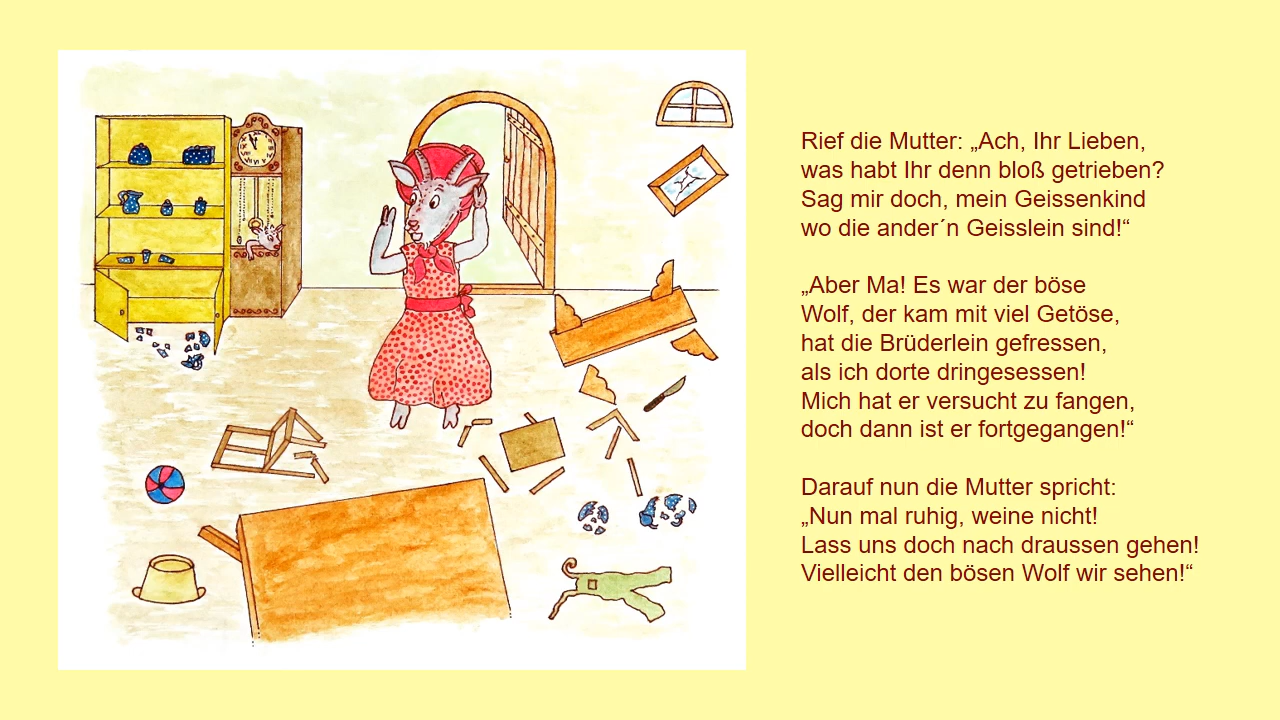 Rief die Mutter: „Ach, Ihr Lieben,
was habt Ihr denn bloß getrieben?
Sag mir doch, mein Geissenkind
wo die ander´n Geisslein sind!“
„Aber Ma! Es war der böse
Wolf, der kam mit viel Getöse,
hat die Brüderlein gefressen,
als ich dorte dringesessen!
Mich hat er versucht zu fangen,
doch dann ist er fortgegangen!“
Darauf nun die Mutter spricht:
„Nun mal ruhig, weine nicht!
Lass uns doch nach draussen gehen!
Vielleicht den bösen Wolf wir sehen!“